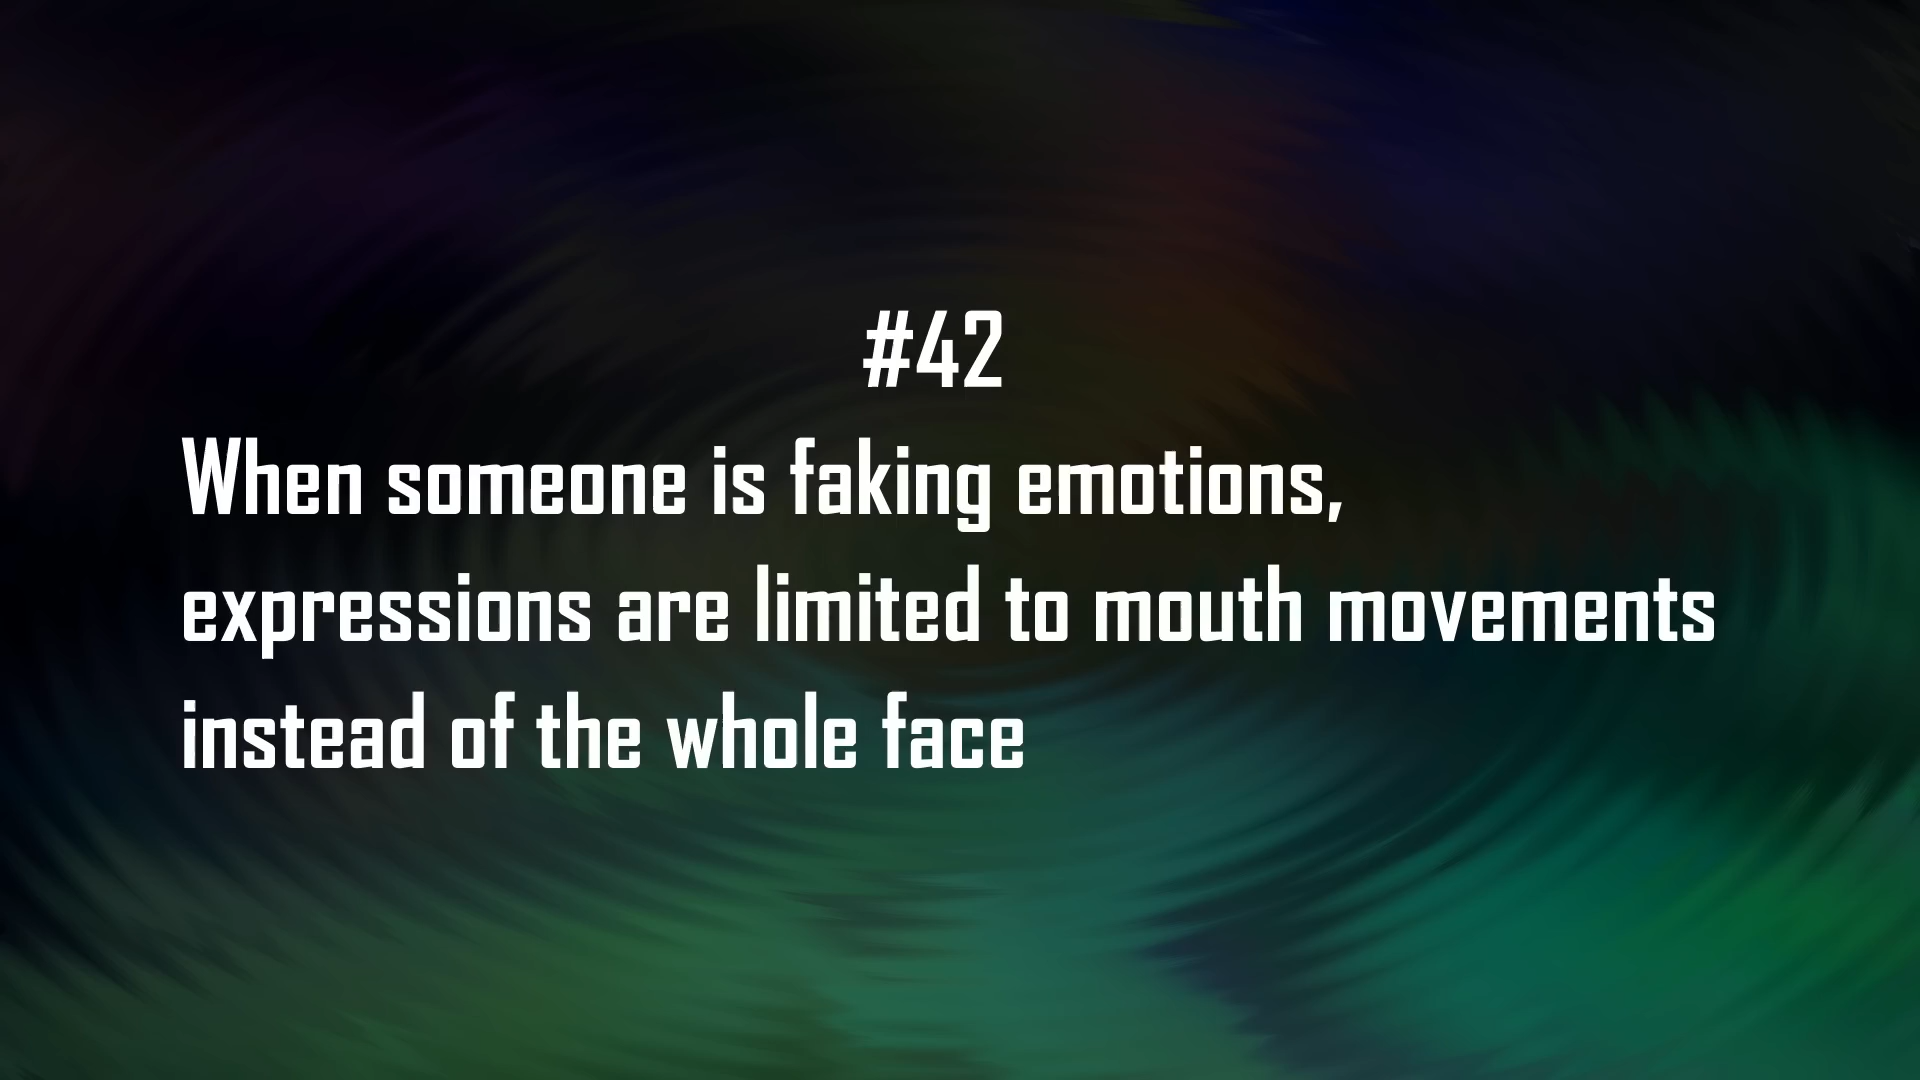 #42
When someone is faking emotions,
expressions are limited to mouth movements
instead of the whole face